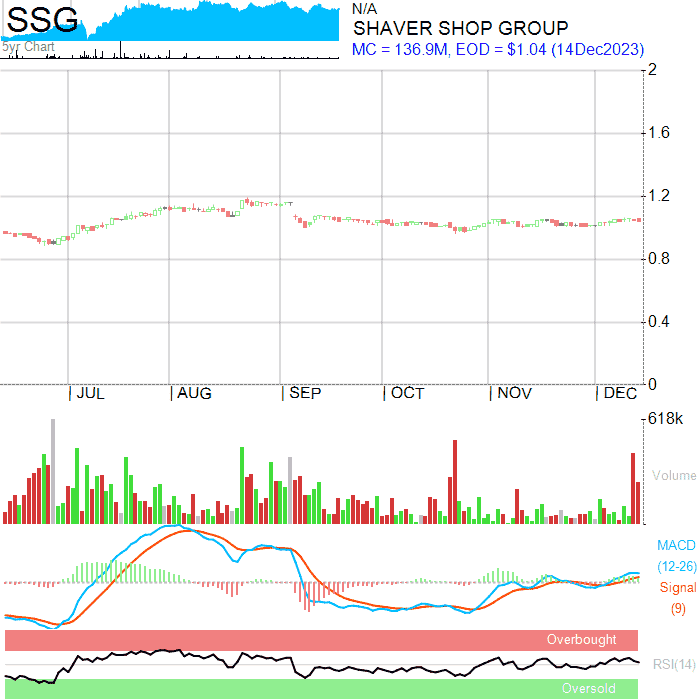 SSG
5yr Chart
N/A
SHAVER SHOP GROUP
MC = 136.9M, EOD = $1.04 (14Dec2023)
2
1.6
1.2
0.8
0.4
0
JUL
AUG
SEP
OCT
NOV
DEC
618k
Volume
MACD
(12-26)
Signal
(9)
Overbought
RSI(14)
Oversold